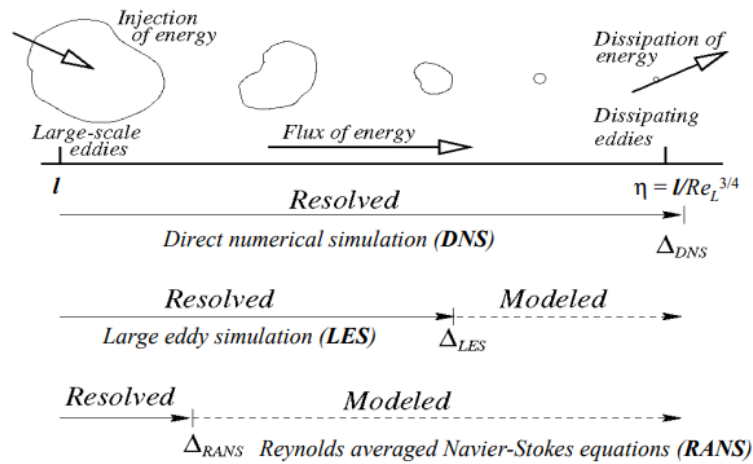 Injection
of energy
Dissipation of
energy
Large-scale
eddies
Flux of energy
Dissipating
eddies
l
η = l/Re_L^3/4
Resolved
Direct numerical simulation (DNS)
Δ_DNS
Resolved
Modeled
Large eddy simulation (LES)
Δ_LES
Resolved
Modeled
Δ_RANS
Reynolds averaged Navier-Stokes equations (RANS)